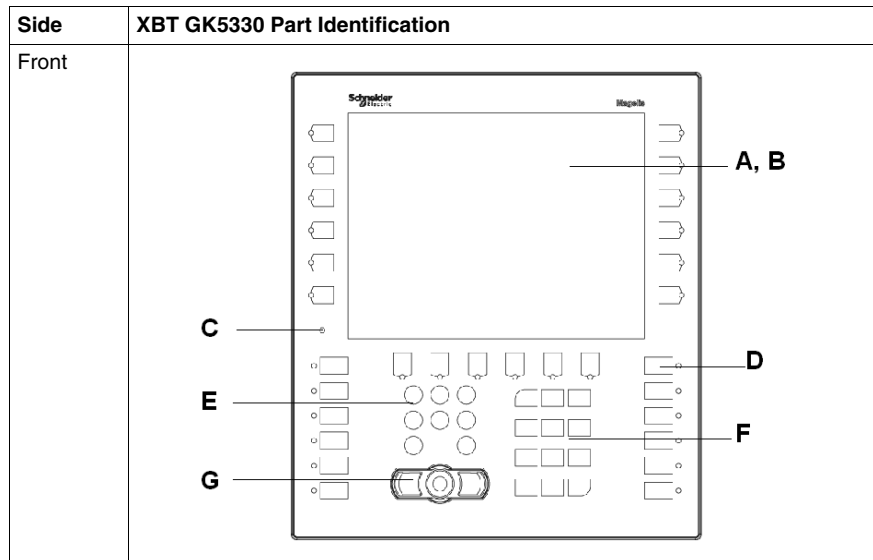 Side XBT GK5330 Part Identification
Front
Schneider Electric Magelis
A, B
C
D
E
F
G